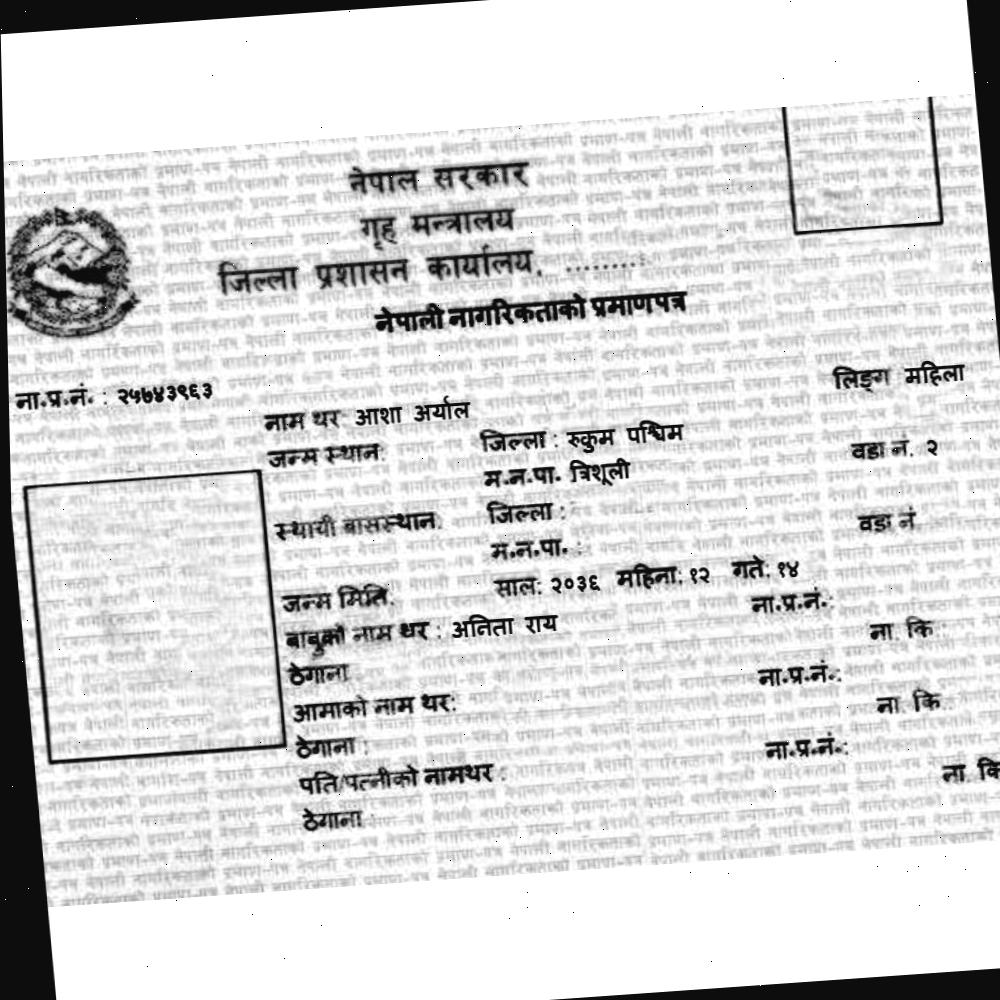 नेपाल सरकार
गृह मन्त्रालय
जिल्ला प्रशासन कार्यालय, ........:
नेपाली नागरिकताको प्रमाणपत्र
ना.प्र.नं. : २५७४३९६३
लिङ्ग महिला
नाम थर आशा अर्याल
जन्म स्थान: जिल्ला : रुकुम पश्चिम वडा नं. २
म.न.पा. त्रिशूली
स्थायी बासस्थान: जिल्ला : वडा नं
म.न.पा. :
जन्म मिति: साल: २०३६ महिना: १२ गते: १४
बाबुको नाम थर : अनिता राय ना.प्र.नं.:
ठेगाना ना. कि :
आमाको नाम थर: ना.प्र.नं.:
ठेगाना : ना. कि
पति/पत्नीको नामथर : ना.प्र.नं.:
ठेगाना : ना. कि